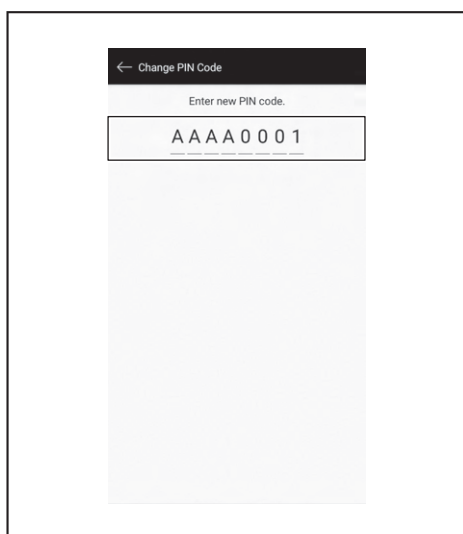 ← Change PIN Code
Enter new PIN code.
AAAA0001